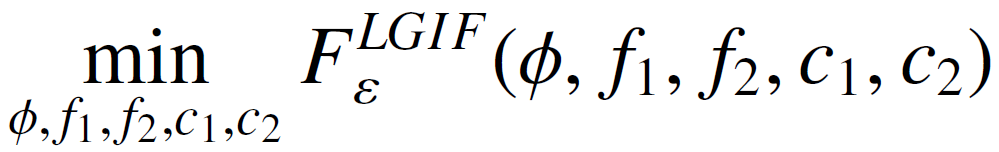 min F_ε^{LGIF}(ϕ, f₁, f₂, c₁, c₂)
ϕ,f₁,f₂,c₁,c₂